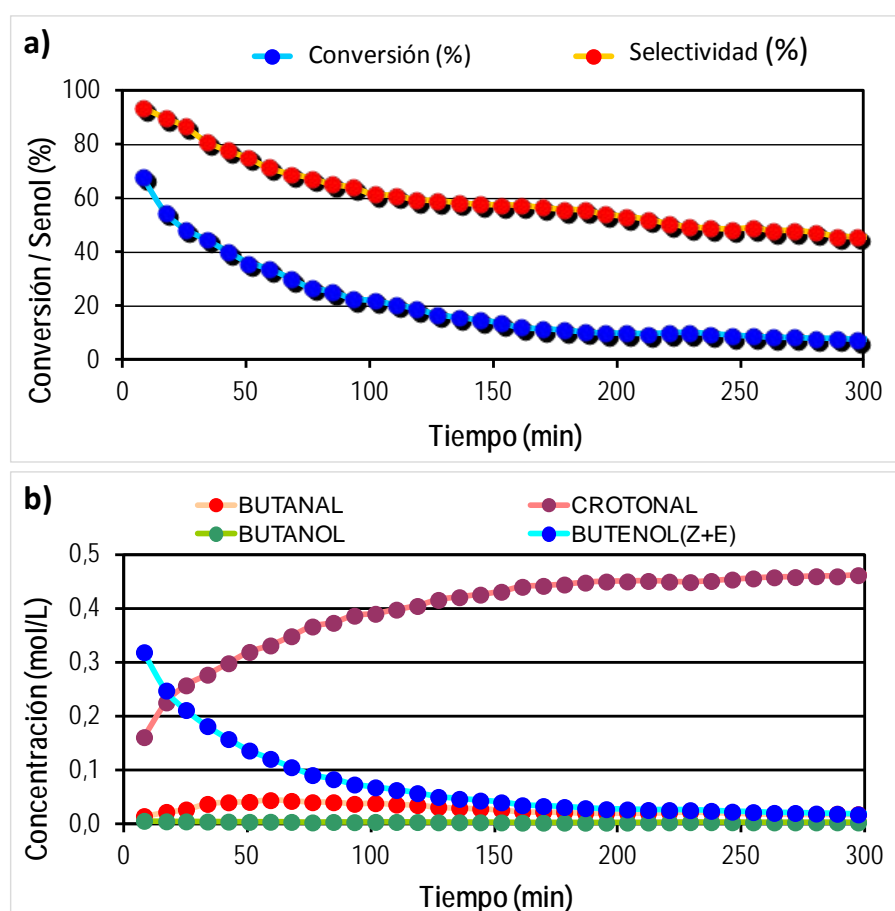 a)
Conversión (%) Selectividad (%)
Conversión / Senol (%)
100
80
60
40
20
0
0 50 100 150 200 250 300
Tiempo (min)
b)
BUTANAL CROTONAL
BUTANOL BUTENOL(Z+E)
Concentración (mol/L)
0,5
0,4
0,3
0,2
0,1
0,0
0 50 100 150 200 250 300
Tiempo (min)